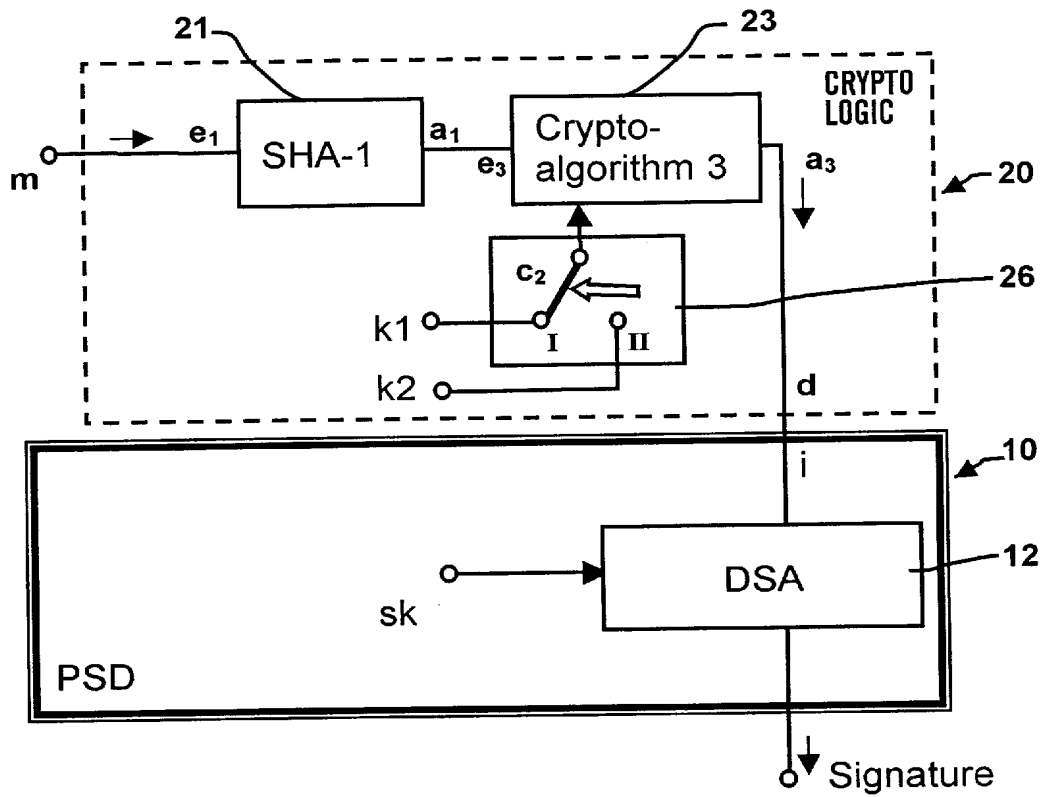 21
23
CRYPTO
LOGIC
m
e1
SHA-1
a1
e3
Crypto-
algorithm 3
a3
20
c2
26
k1
I
II
k2
d
i
10
12
DSA
sk
PSD
Signature